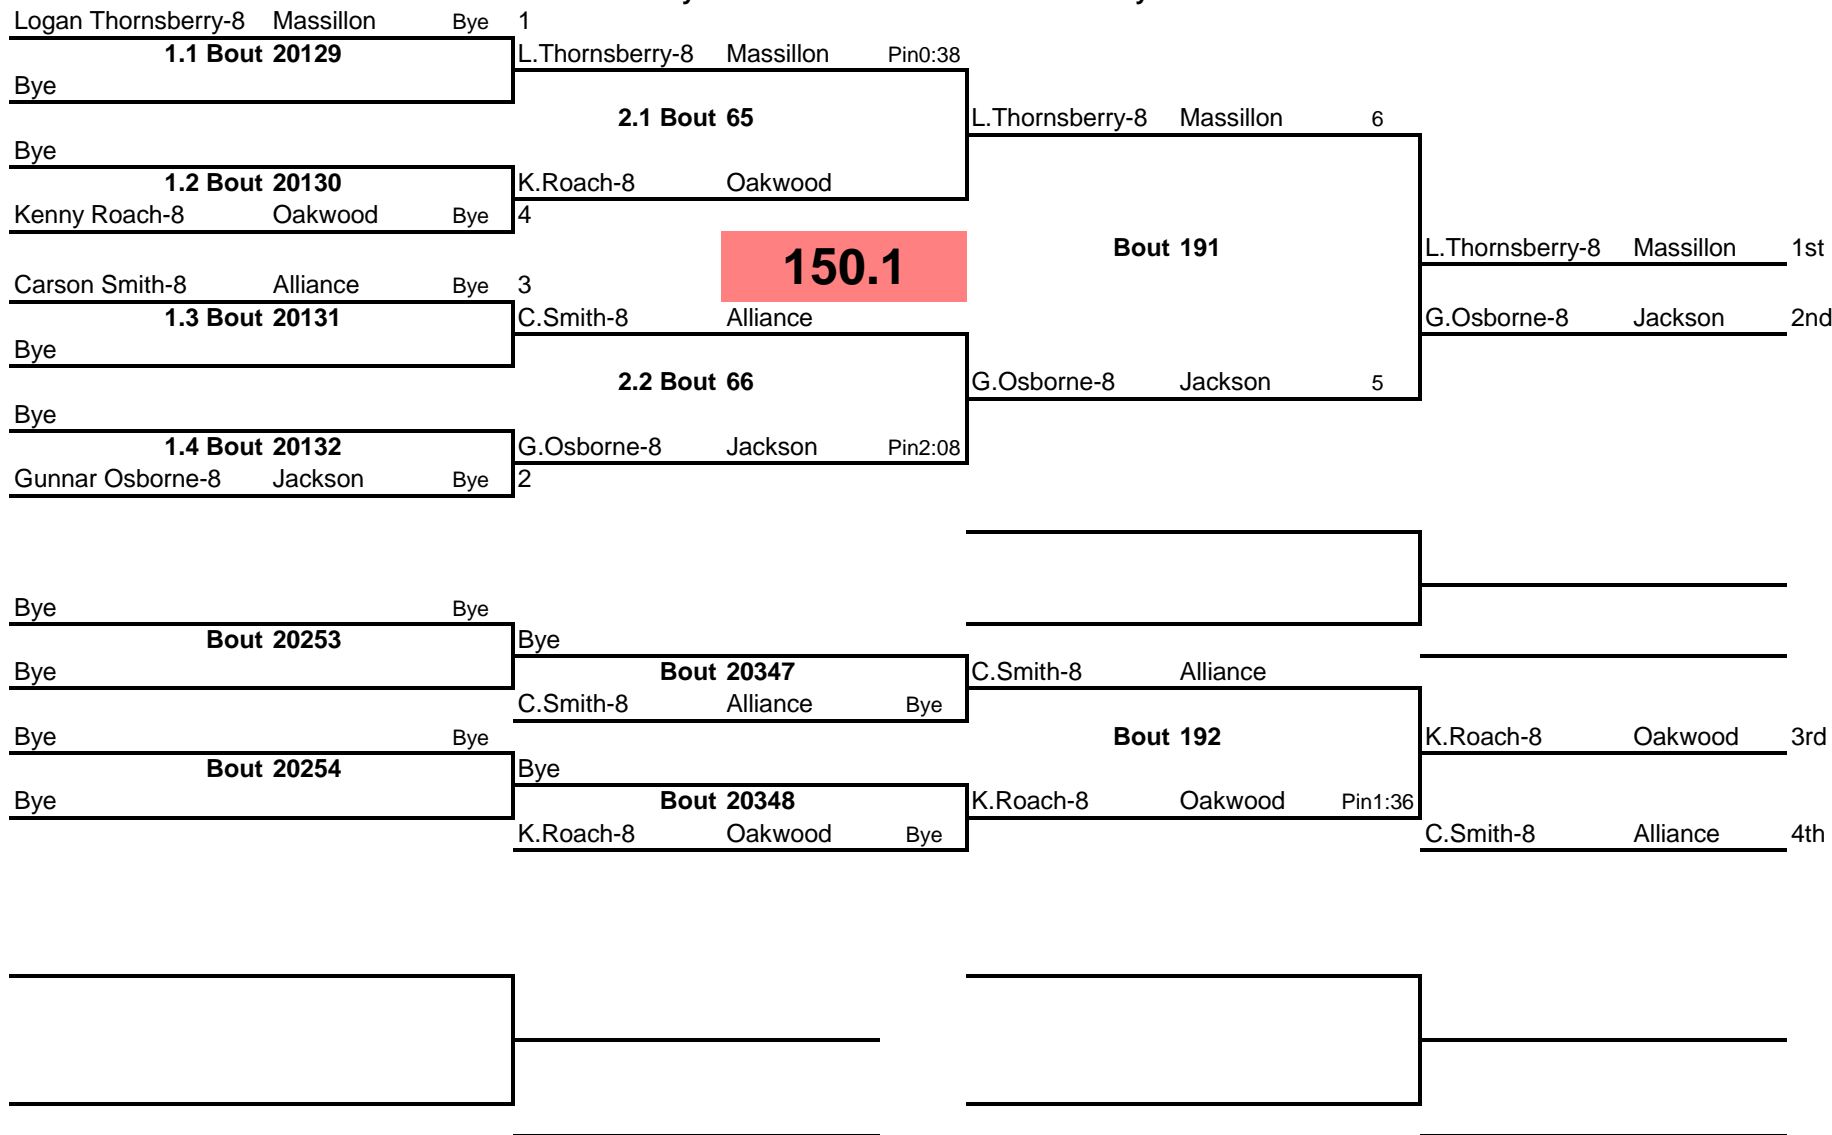 Logan Thornsberry-8 Massillon Bye 1
1.1 Bout 20129 L.Thornsberry-8 Massillon Pin0:38
Bye
2.1 Bout 65 L.Thornsberry-8 Massillon 6
Bye
1.2 Bout 20130 K.Roach-8 Oakwood
Kenny Roach-8 Oakwood Bye 4
150.1 Bout 191 L.Thornsberry-8 Massillon 1st
Carson Smith-8 Alliance Bye 3
1.3 Bout 20131 C.Smith-8 Alliance G.Osborne-8 Jackson 2nd
Bye
2.2 Bout 66 G.Osborne-8 Jackson 5
Bye
1.4 Bout 20132 G.Osborne-8 Jackson Pin2:08
Gunnar Osborne-8 Jackson Bye 2
Bye Bye
Bout 20253 Bye
Bye Bout 20347 C.Smith-8 Alliance
C.Smith-8 Alliance Bye
Bye Bye Bout 192 K.Roach-8 Oakwood 3rd
Bout 20254 Bye
Bye Bout 20348 K.Roach-8 Oakwood Pin1:36
K.Roach-8 Oakwood Bye C.Smith-8 Alliance 4th